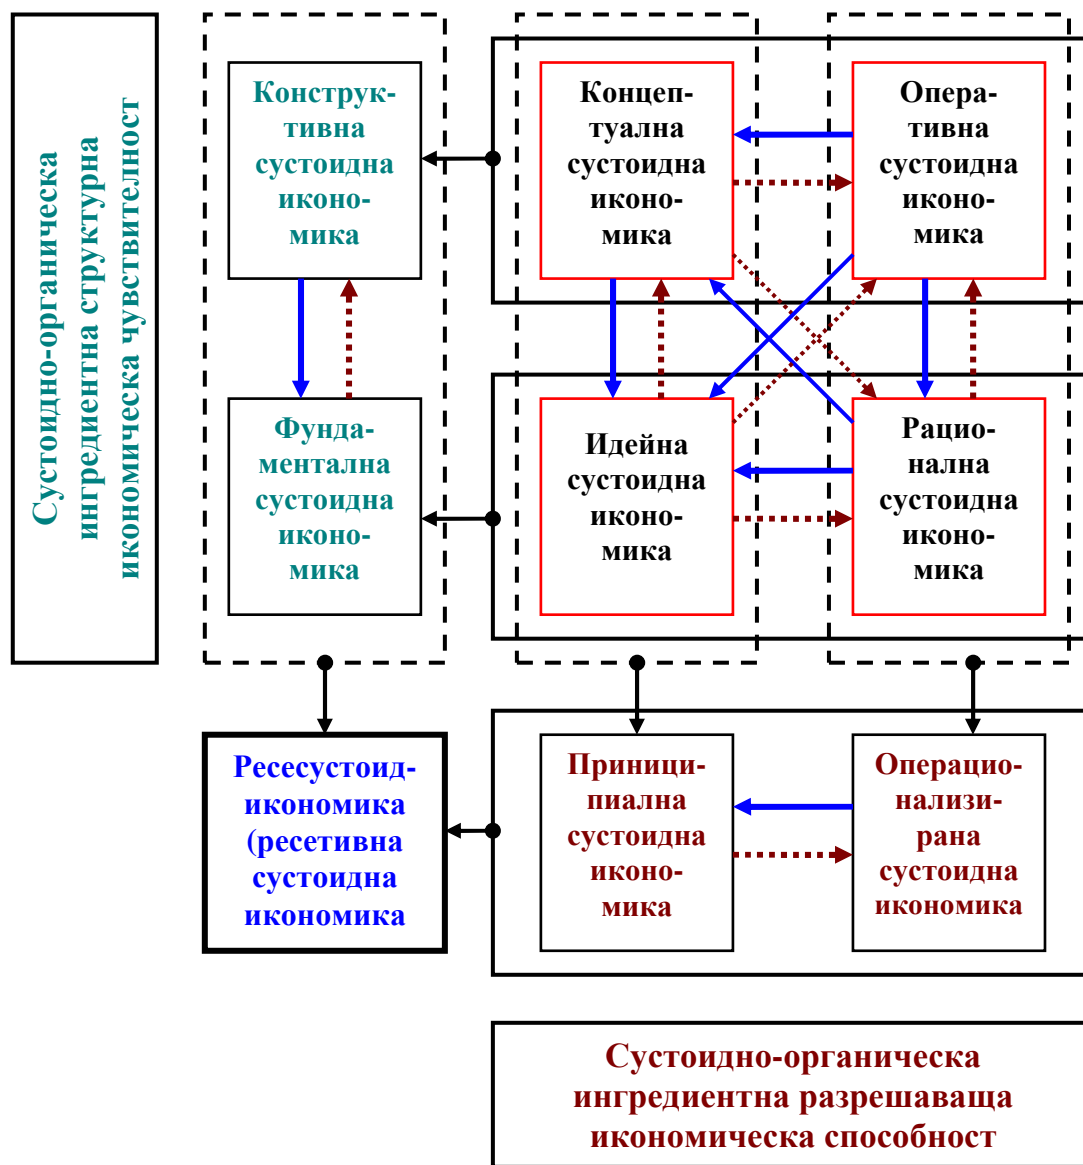 Сустоидно-органическа
ингредиентна структурна
икономическа чувствителност
Конструк-
тивна
сустоидна
иконо-
мика
Концеп-
туална
сустоидна
иконо-
мика
Опера-
тивна
сустоидна
иконо-
мика
Фунда-
ментална
сустоидна
иконо-
мика
Идейна
сустоидна
иконо-
мика
Рацио-
нална
сустоидна
иконо-
мика
Ресесустоид-
икономика
(ресетивна
сустоидна
икономика
Приници-
пиална
сустоидна
иконо-
мика
Операцио-
нализи-
рана
сустоидна
икономика
Сустоидно-органическа
ингредиентна разрешаваща
икономическа способност